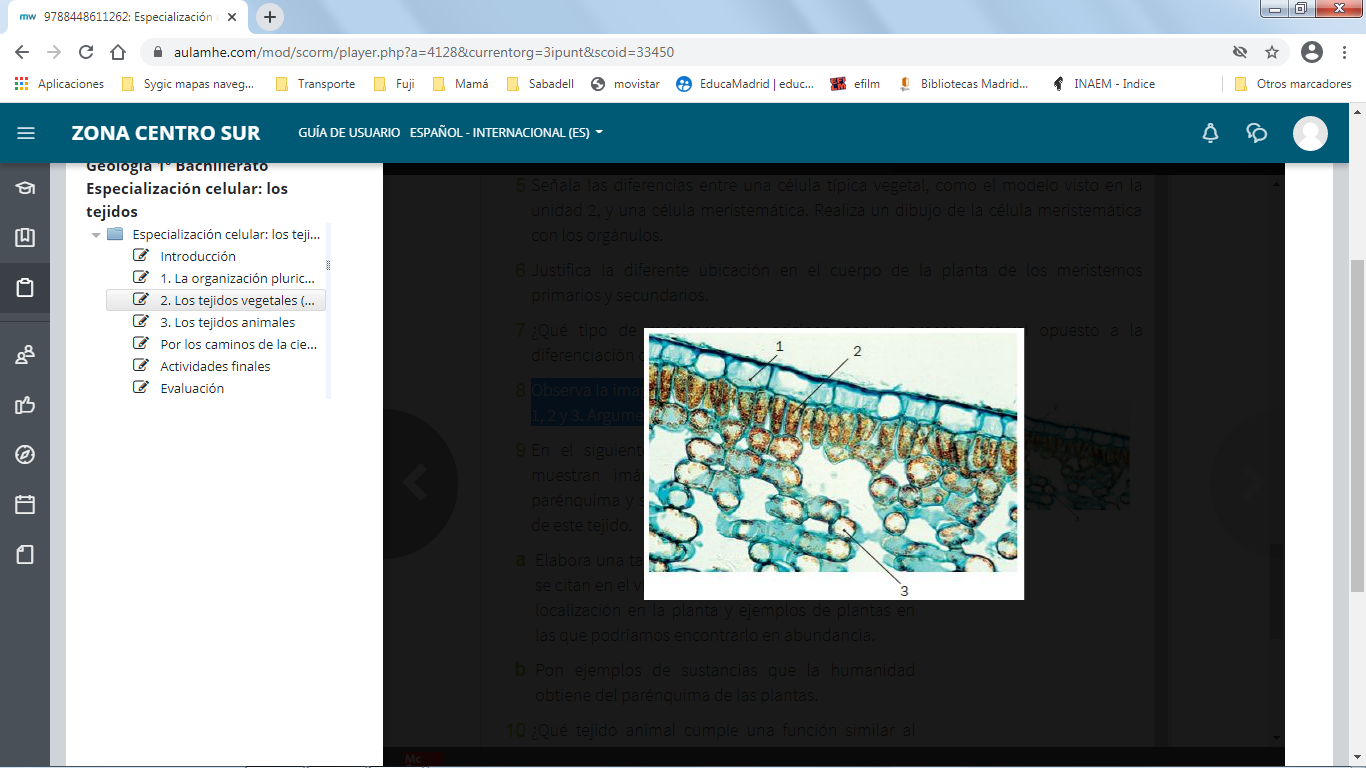 mw 9788448611262: Especialización
aulamhe.com/mod/scorm/player.php?a=4128&currentorg=3ipunt&scoid=33450
Aplicaciones Sygic mapas naveg... Transporte Fuji Mamá Sabadell movistar EducaMadrid | educ... efilm Bibliotecas Madrid... INAEM - Indice Otros marcadores
ZONA CENTRO SUR GUÍA DE USUARIO ESPAÑOL - INTERNACIONAL (ES)
Geología 1º Bachillerato
Especialización celular: los
tejidos
Especialización celular: los teji...
Introducción
1. La organización pluric...
2. Los tejidos vegetales (...
3. Los tejidos animales
Por los caminos de la cie...
Actividades finales
Evaluación
5 Señala las diferencias entre una célula típica vegetal, como el modelo visto en la
unidad 2, y una célula meristemática. Realiza un dibujo de la célula meristemática
con los orgánulos.
6 Justifica la diferente ubicación en el cuerpo de la planta de los meristemos
primarios y secundarios.
7 ¿Qué tipo de opuesto a la
diferenciación
8 Observa la
1, 2 y 3.
9 En el siguiente
muestran
parénquima y
de este tejido.
a Elabora una
se citan en el
localización en la planta y ejemplos de plantas en
las que podríamos encontrarlo en abundancia.
b Pon ejemplos de sustancias que la humanidad
obtiene del parénquima de las plantas.
10 ¿Qué tejido animal cumple una función similar al
Mc
1
2
3